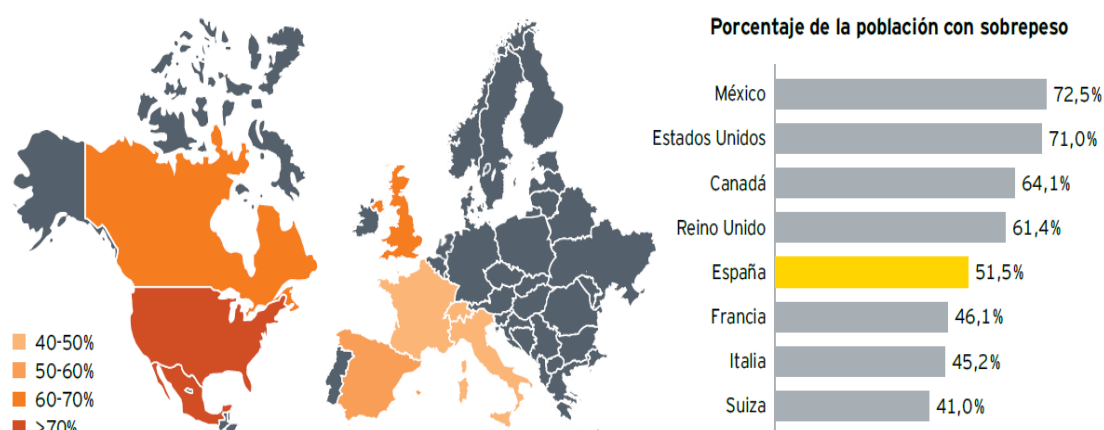 Porcentaje de la población con sobrepeso
México 72,5%
Estados Unidos 71,0%
Canadá 64,1%
Reino Unido 61,4%
España 51,5%
Francia 46,1%
Italia 45,2%
Suiza 41,0%
40-50%
50-60%
60-70%
>70%